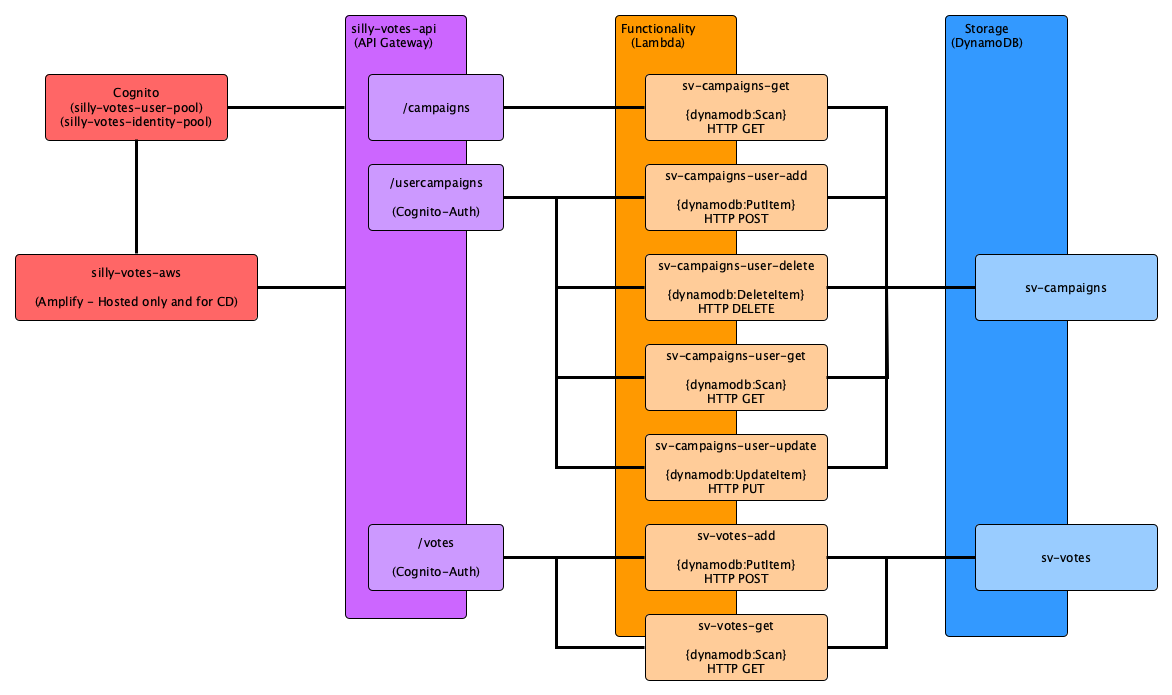 silly-votes-api
(API Gateway)
Functionality
(Lambda)
Storage
(DynamoDB)
Cognito
(silly-votes-user-pool)
(silly-votes-identity-pool)
/campaigns
sv-campaigns-get
{dynamodb:Scan}
HTTP GET
/usercampaigns
(Cognito-Auth)
sv-campaigns-user-add
{dynamodb:PutItem}
HTTP POST
silly-votes-aws
(Amplify - Hosted only and for CD)
sv-campaigns-user-delete
{dynamodb:DeleteItem}
HTTP DELETE
sv-campaigns
sv-campaigns-user-get
{dynamodb:Scan}
HTTP GET
sv-campaigns-user-update
{dynamodb:UpdateItem}
HTTP PUT
/votes
(Cognito-Auth)
sv-votes-add
{dynamodb:PutItem}
HTTP POST
sv-votes
sv-votes-get
{dynamodb:Scan}
HTTP GET